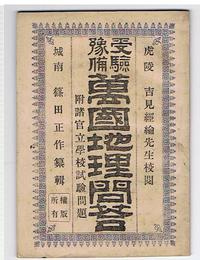 虎陵 吉見經綸先生校閲
受驗豫備
萬國地理問答
附諸官立學校試驗問題
城南 篠田正作纂輯
版權所有